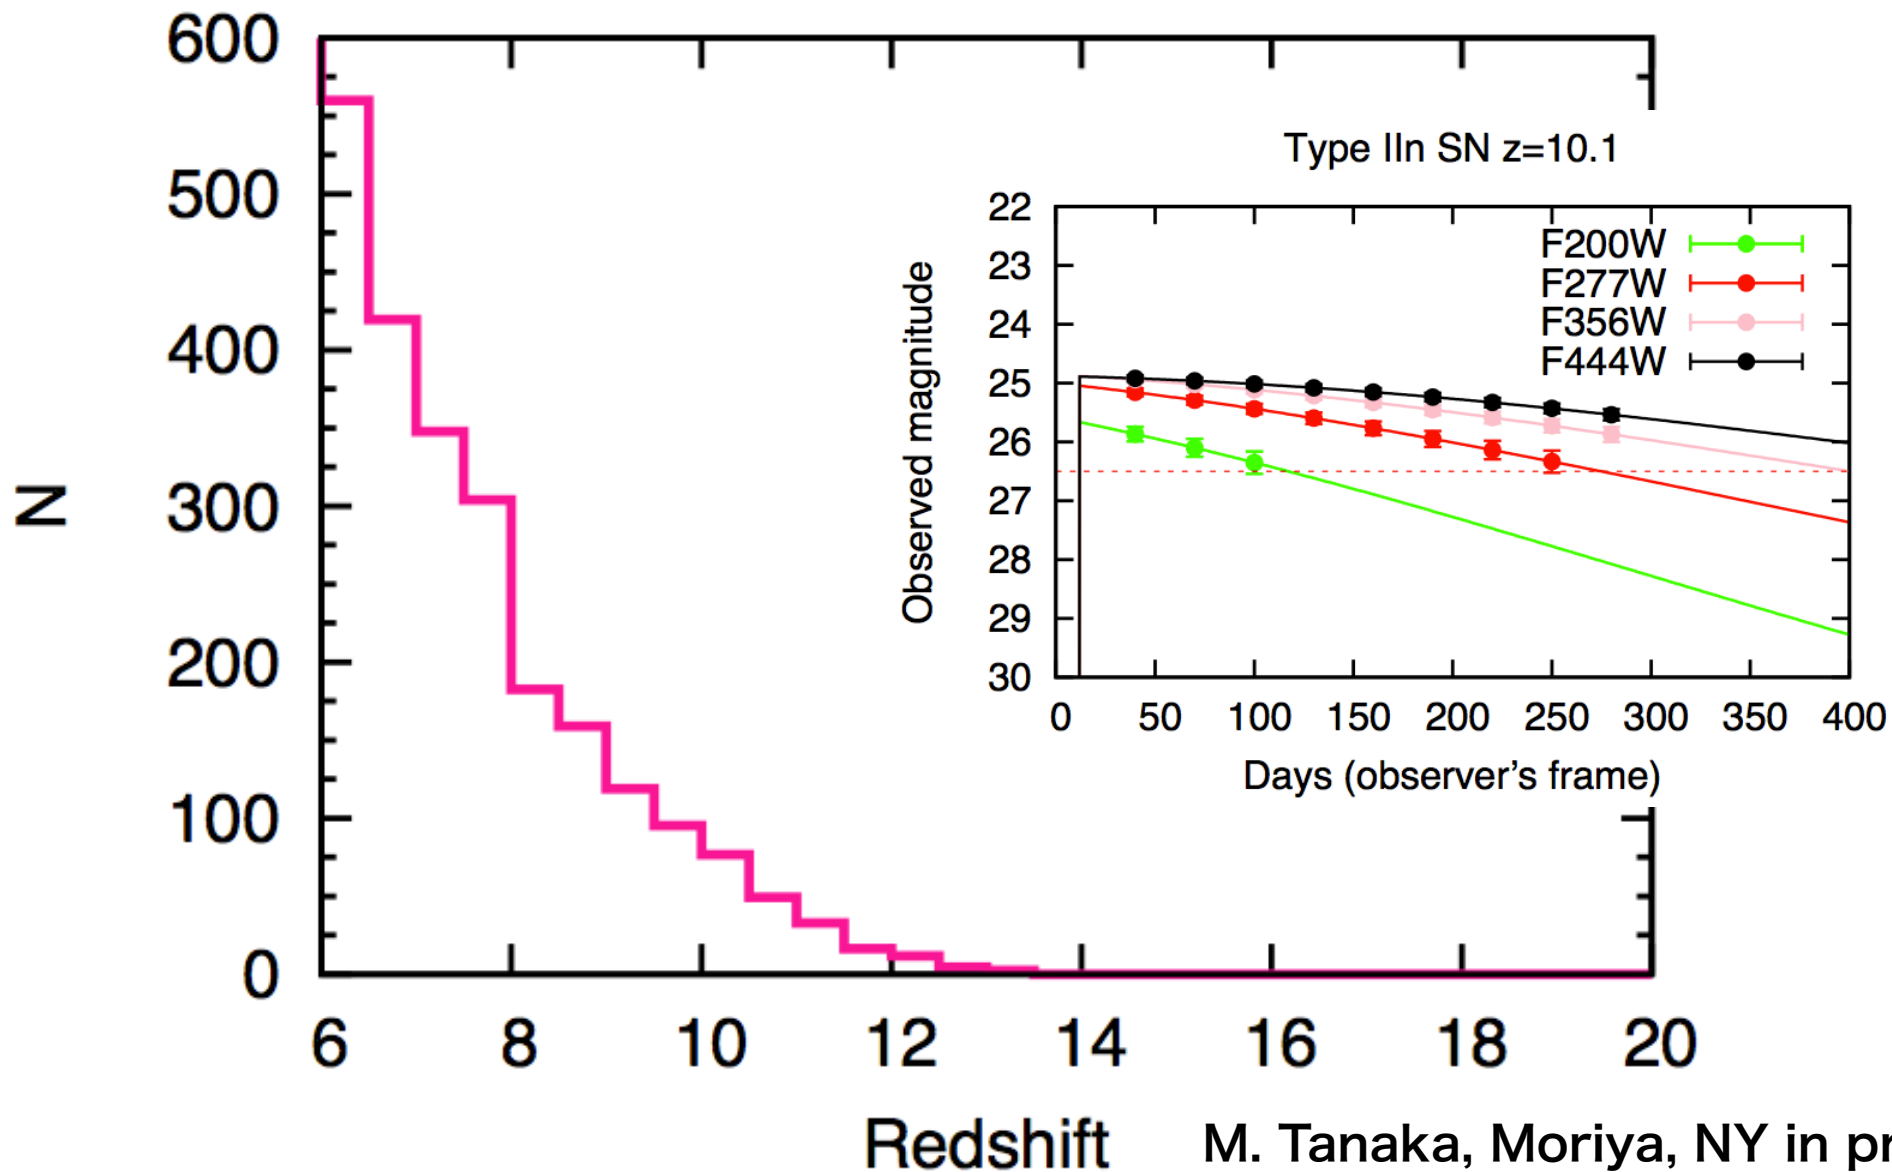 600
500
400
300
200
100
0
N
6 8 10 12 14 16 18 20
Redshift
Type IIn SN z=10.1
22
23
24
25
26
27
28
29
30
Observed magnitude
F200W
F277W
F356W
F444W
0 50 100 150 200 250 300 350 400
Days (observer's frame)
M. Tanaka, Moriya, NY in pr